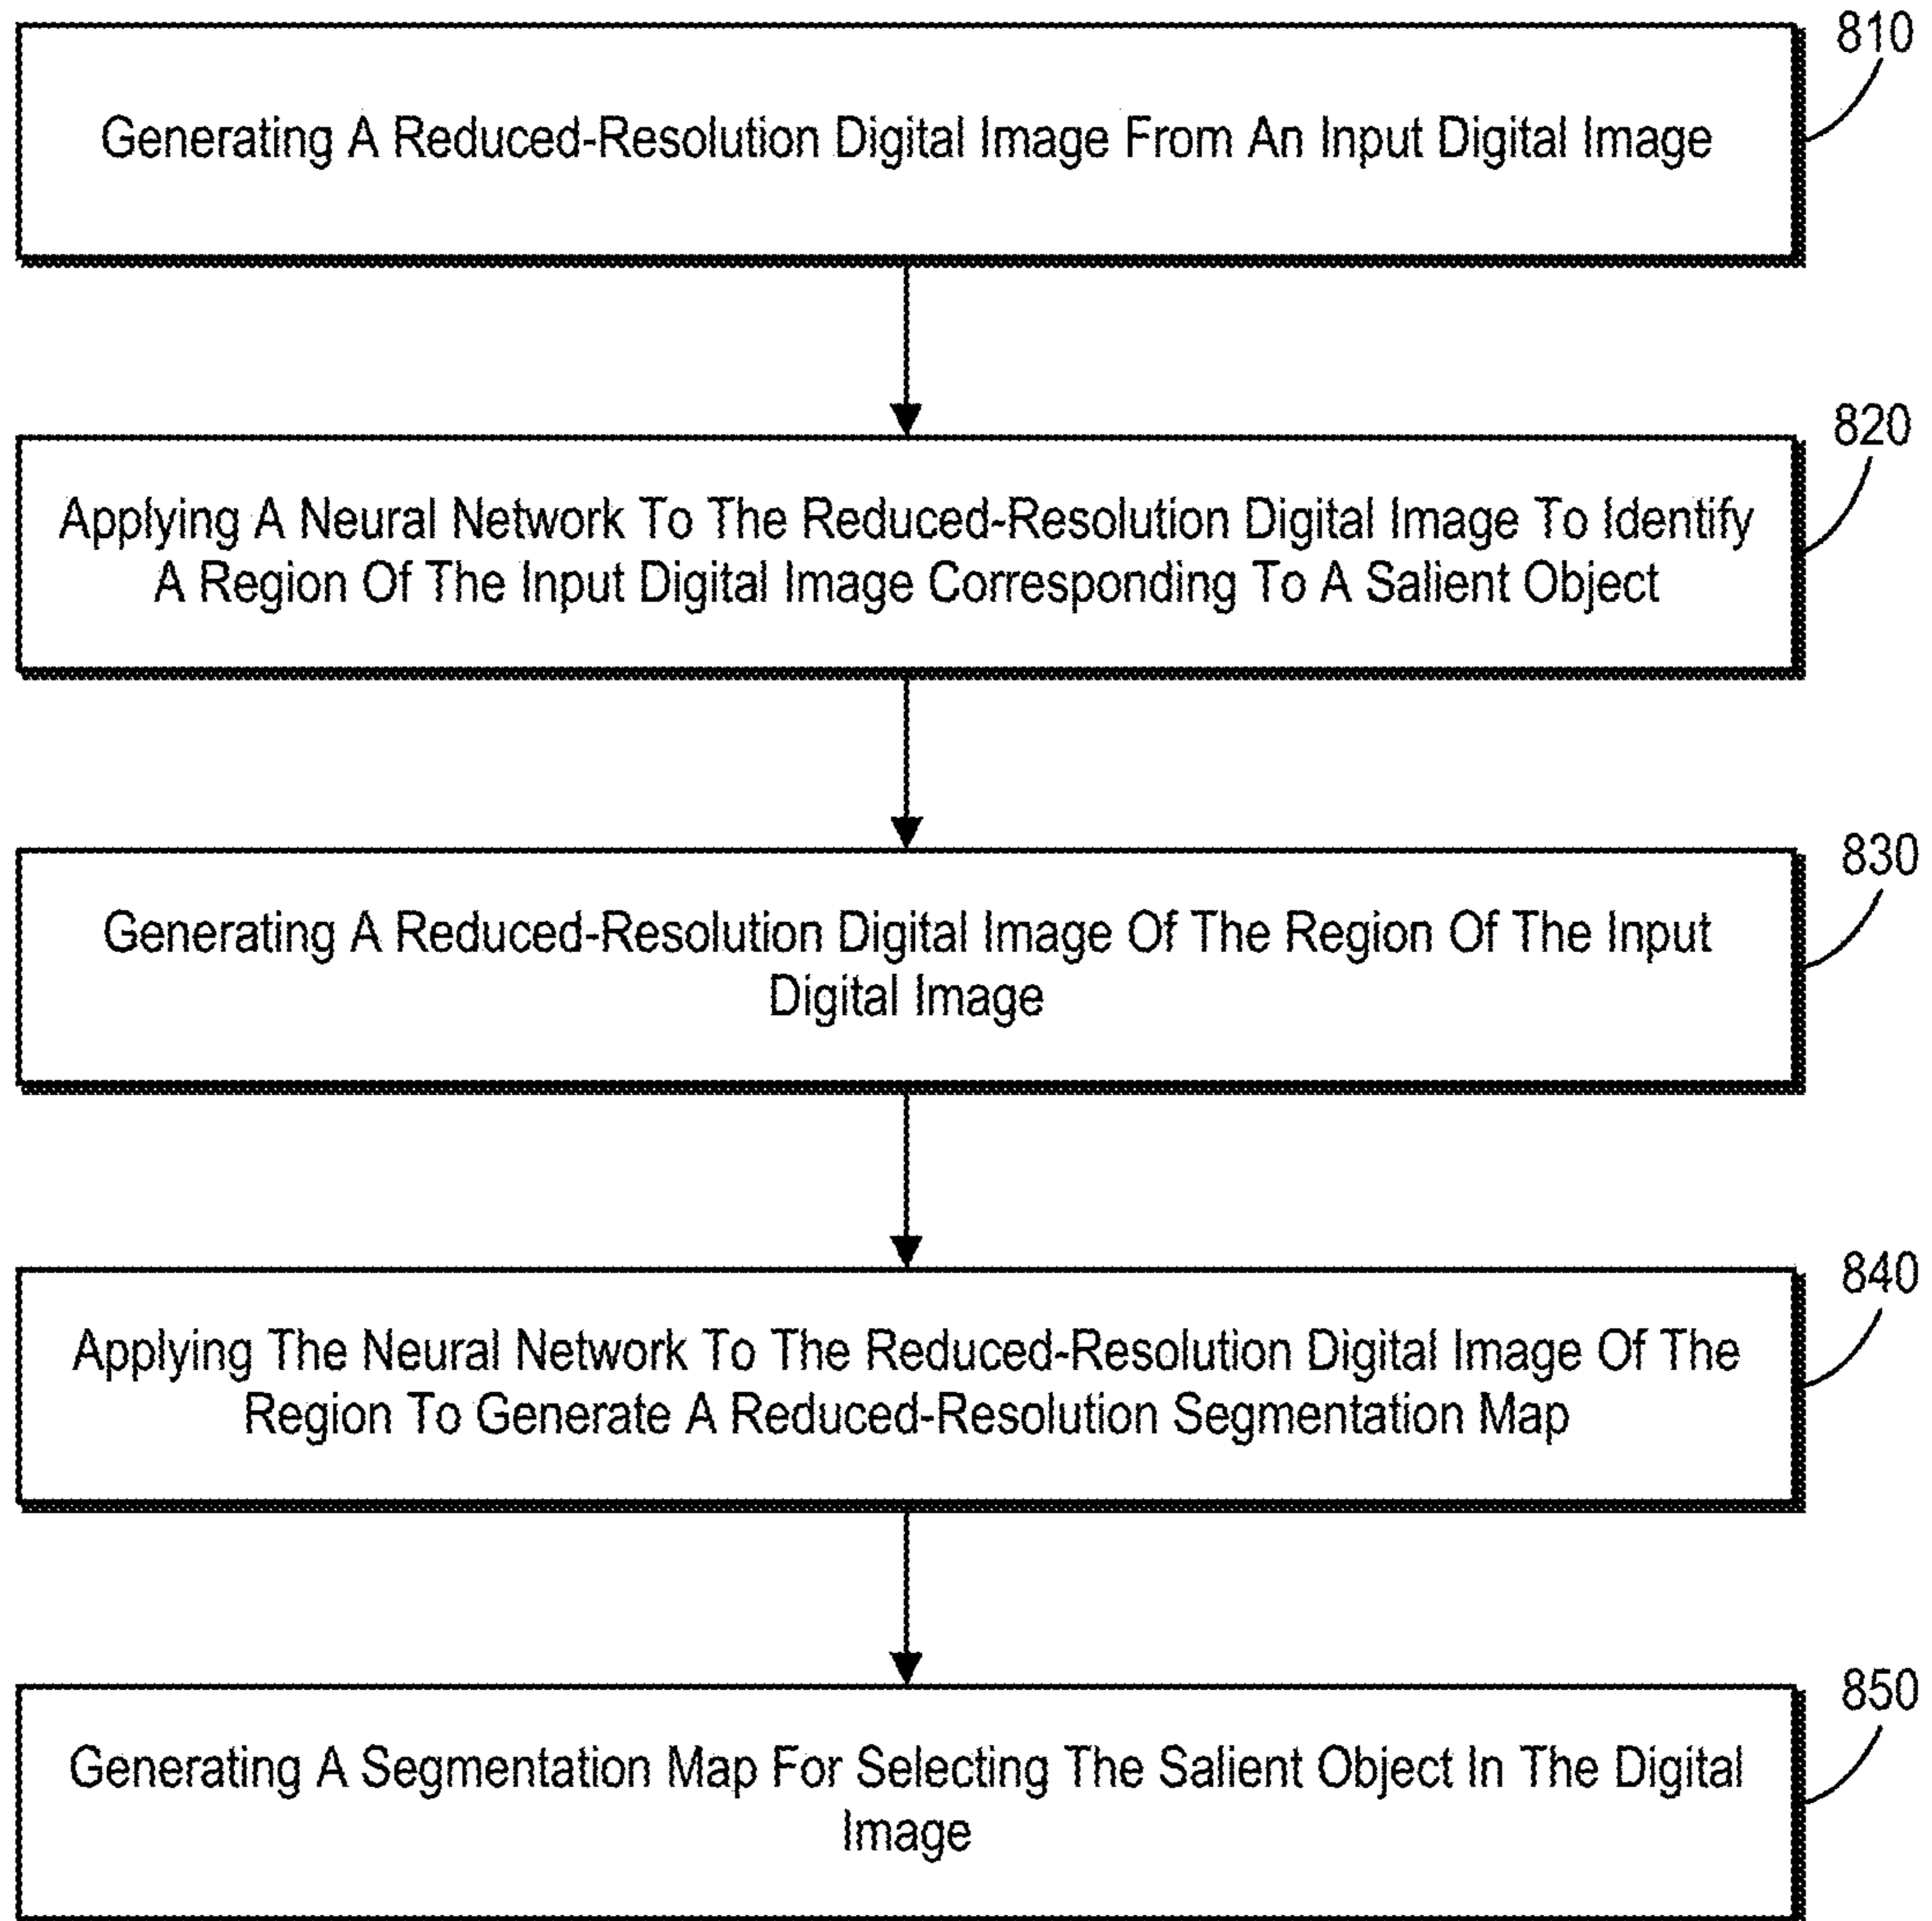 810
Generating A Reduced-Resolution Digital Image From An Input Digital Image
820
Applying A Neural Network To The Reduced-Resolution Digital Image To Identify
A Region Of The Input Digital Image Corresponding To A Salient Object
830
Generating A Reduced-Resolution Digital Image Of The Region Of The Input
Digital Image
840
Applying The Neural Network To The Reduced-Resolution Digital Image Of The
Region To Generate A Reduced-Resolution Segmentation Map
850
Generating A Segmentation Map For Selecting The Salient Object In The Digital
Image